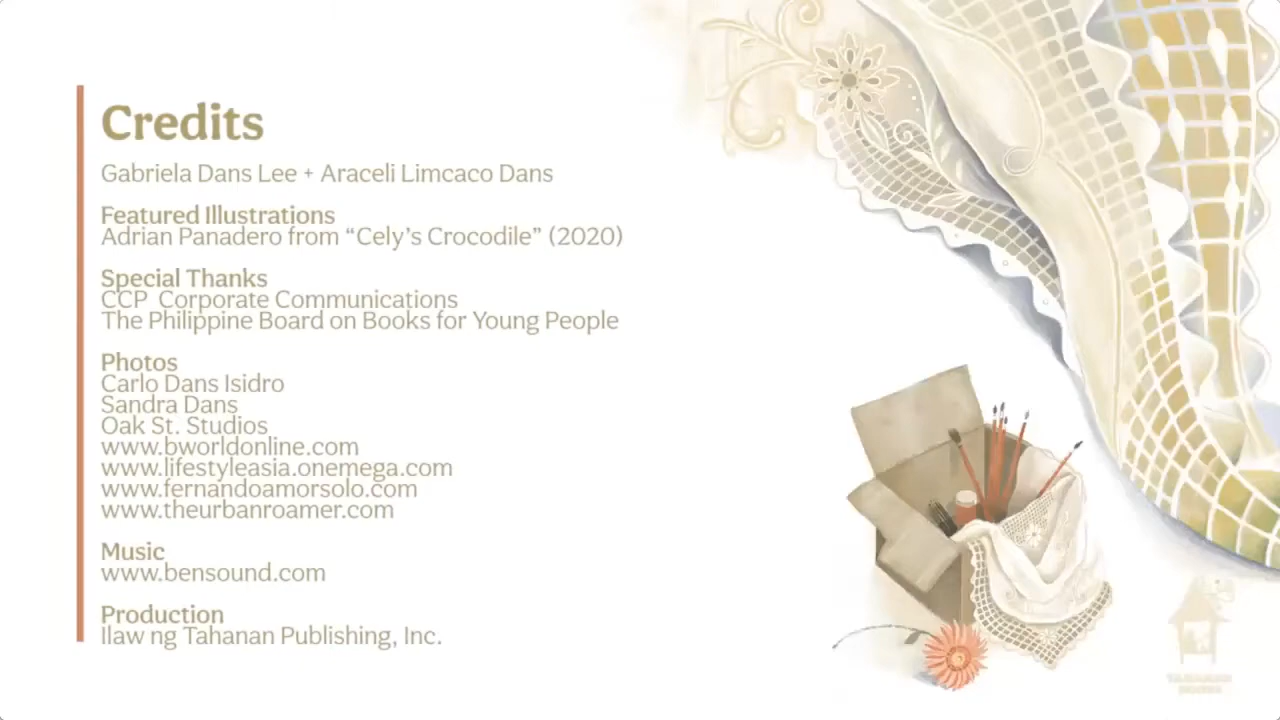 Credits
Gabriela Dans Lee + Araceli Limcaco Dans
Featured Illustrations
Adrian Panadero from “Cely’s Crocodile” (2020)
Special Thanks
CCP Corporate Communications
The Philippine Board on Books for Young People
Photos
Carlo Dans Isidro
Sandra Dans
Oak St. Studios
www.bworldonline.com
www.lifestyleasia.onemega.com
www.fernandoamorsolo.com
www.theurbanroamer.com
Music
www.bensound.com
Production
Ilaw ng Tahanan Publishing, Inc.